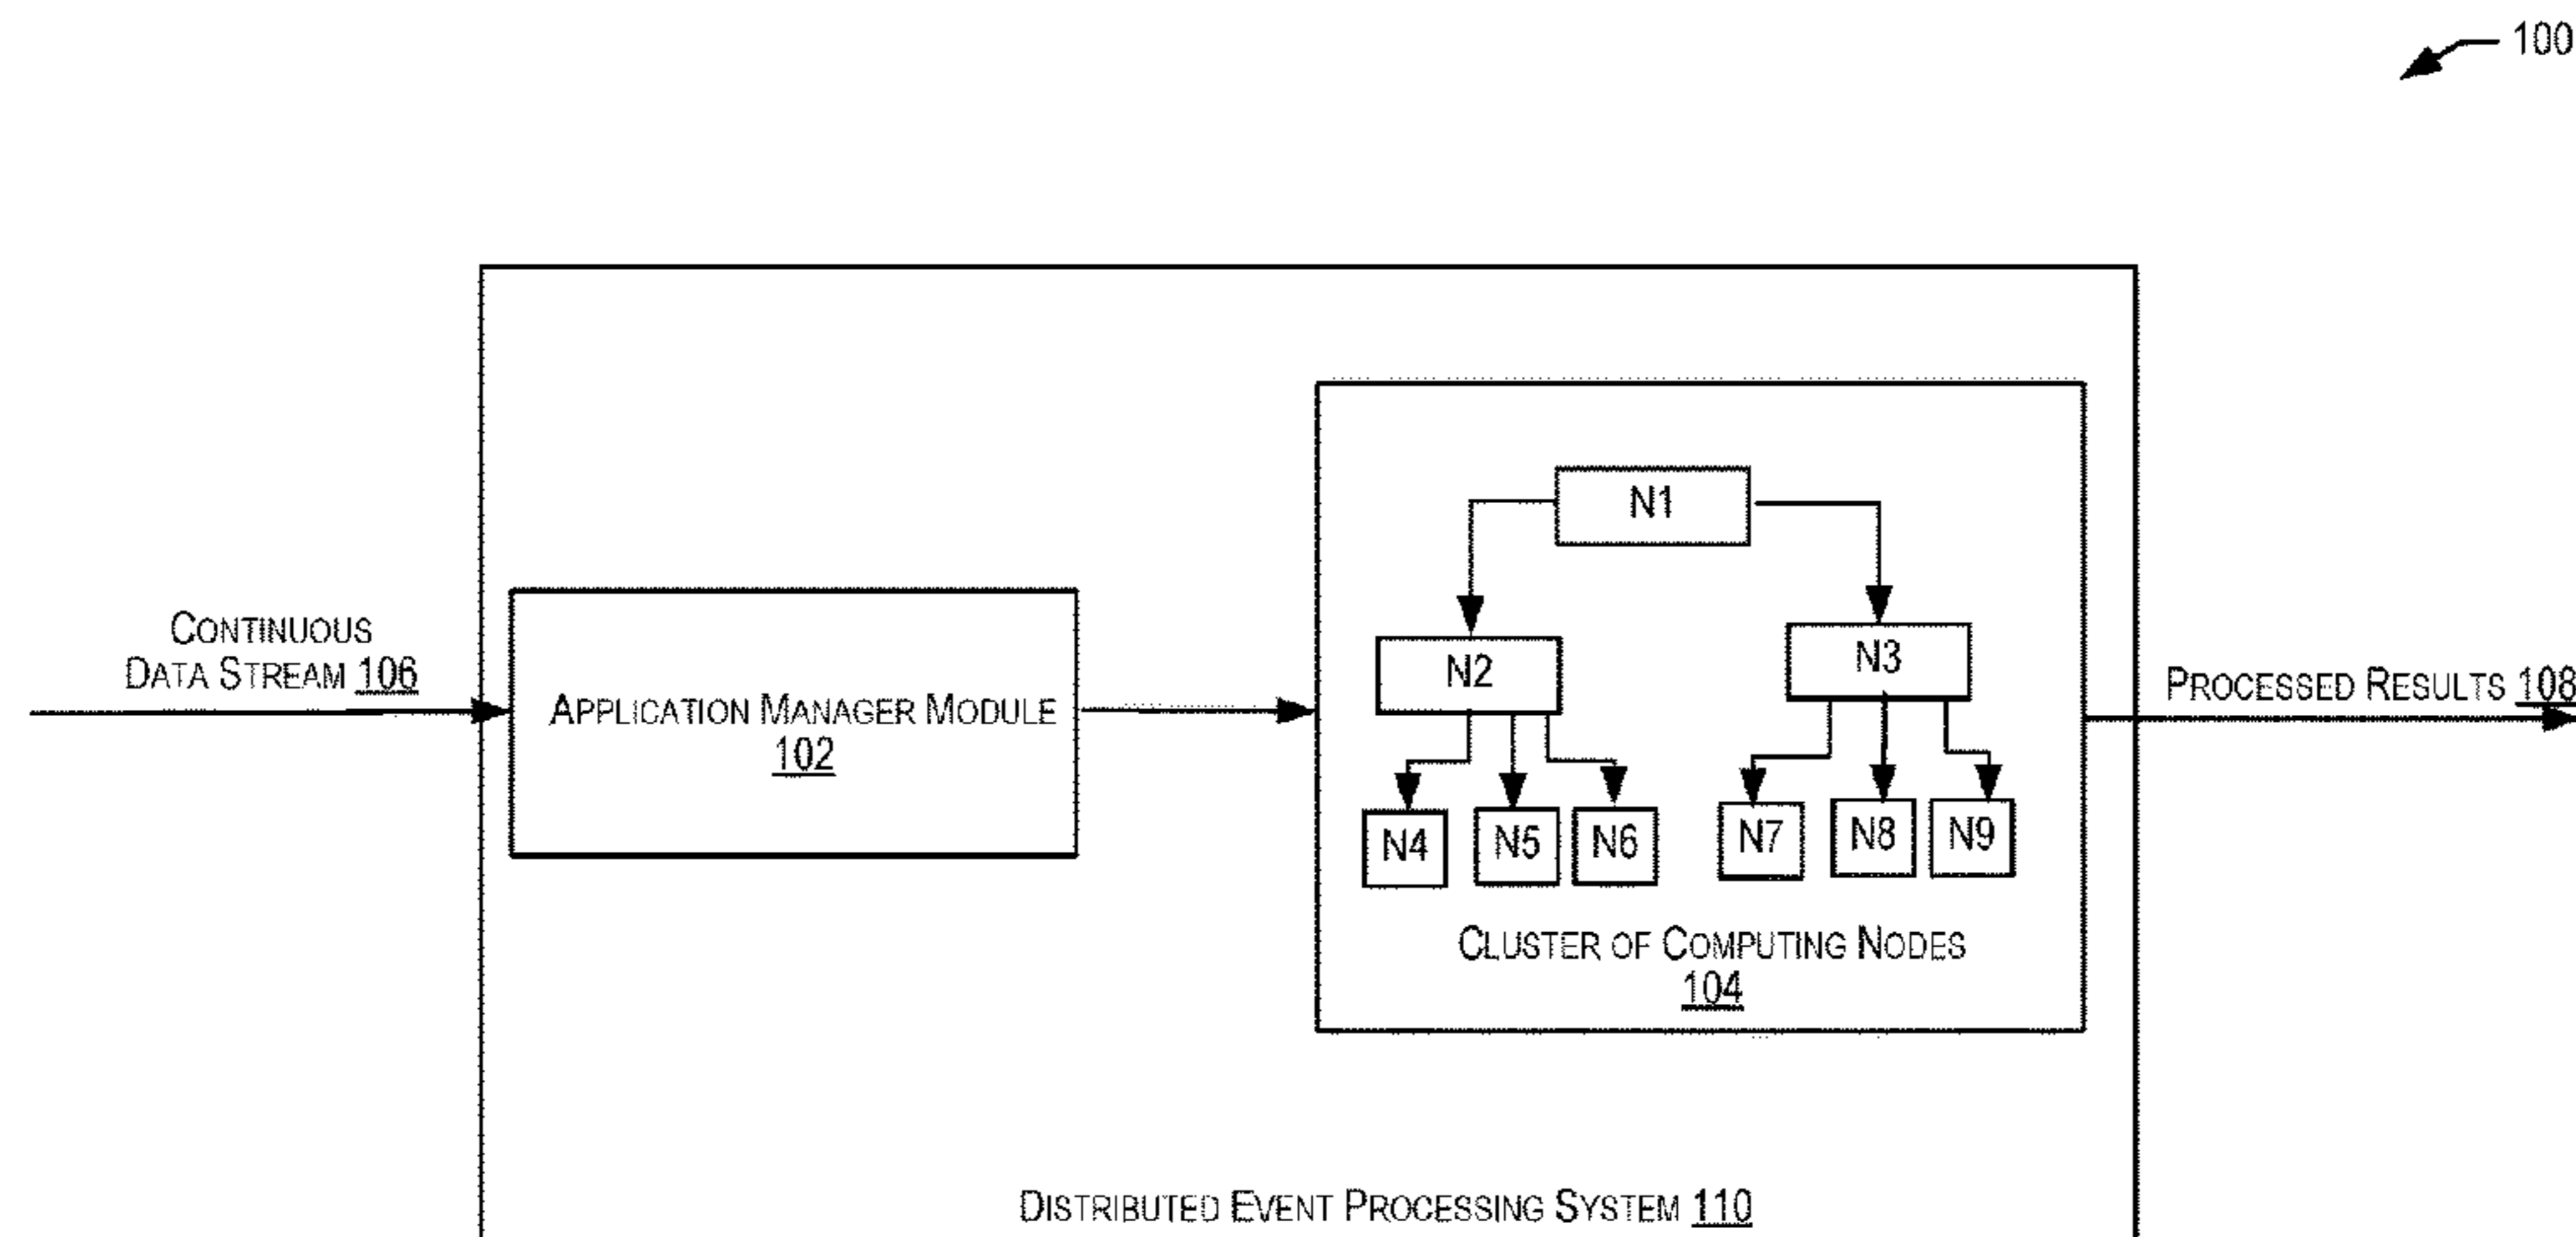 100
N1
CONTINUOUS
DATA STREAM 106
N2
N3
APPLICATION MANAGER MODULE
102
PROCESSED RESULTS 108
N4
N5
N6
N7
N8
N9
CLUSTER OF COMPUTING NODES
104
DISTRIBUTED EVENT PROCESSING SYSTEM 110